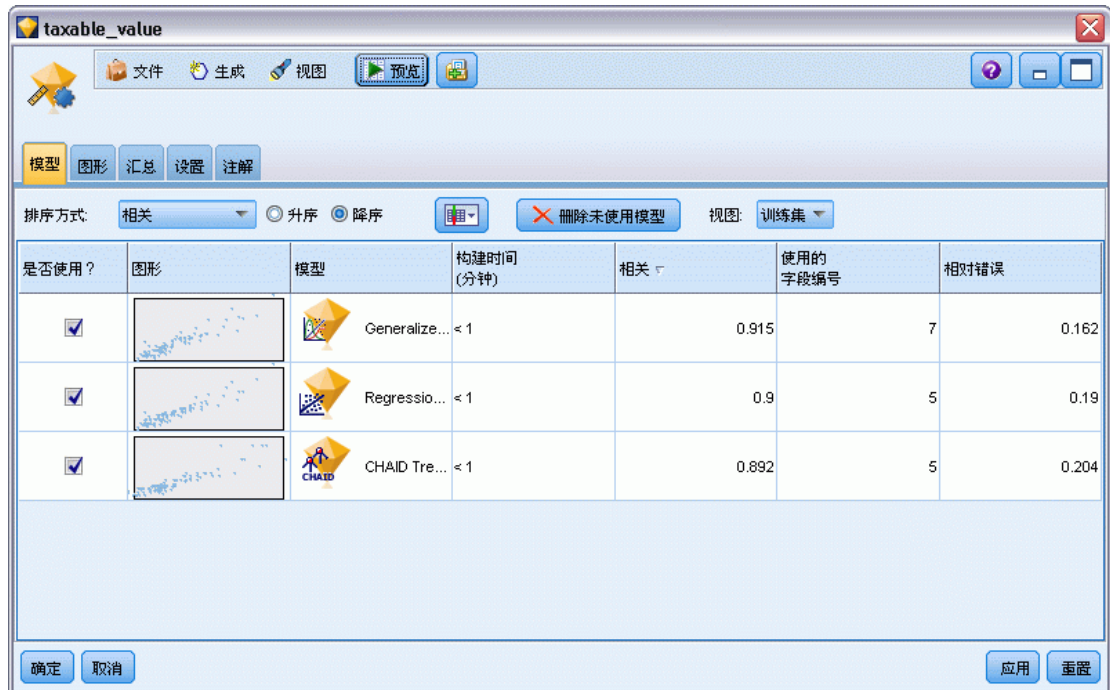 taxable_value
文件 生成 视图 预览
模型 图形 汇总 设置 注解
排序方式: 相关 升序 降序 删除未使用模型 视图: 训练集
是否使用? 图形 模型 构建时间 (分钟) 相关 使用的 字段编号 相对错误
Generalize... < 1 0.915 7 0.162
Regressio... < 1 0.9 5 0.19
CHAID CHAID Tre... < 1 0.892 5 0.204
确定 取消 应用 重置